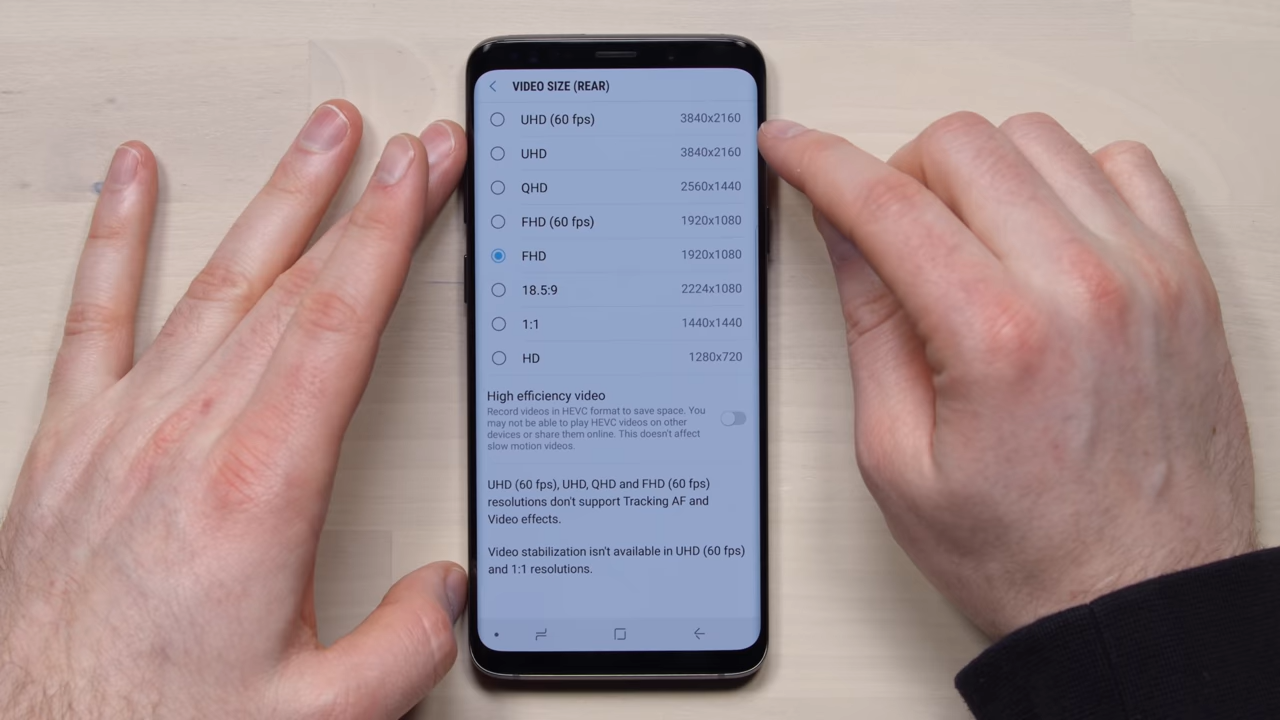 VIDEO SIZE (REAR)
UHD (60 fps) 3840x2160
UHD 3840x2160
QHD 2560x1440
FHD (60 fps) 1920x1080
FHD 1920x1080
18.5:9 2224x1080
1:1 1440x1440
HD 1280x720
High efficiency video
Record videos in HEVC format to save space. You
may not be able to play HEVC videos on other
devices or share them online. This doesn't affect
slow motion videos.
UHD (60 fps), UHD, QHD and FHD (60 fps)
resolutions don't support Tracking AF and
Video effects.
Video stabilization isn't available in UHD (60 fps)
and 1:1 resolutions.